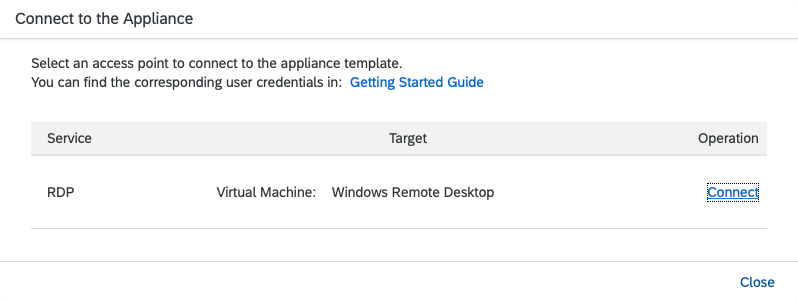 Connect to the Appliance
Select an access point to connect to the appliance template.
You can find the corresponding user credentials in: Getting Started Guide
Service Target Operation
RDP Virtual Machine: Windows Remote Desktop Connect
Close